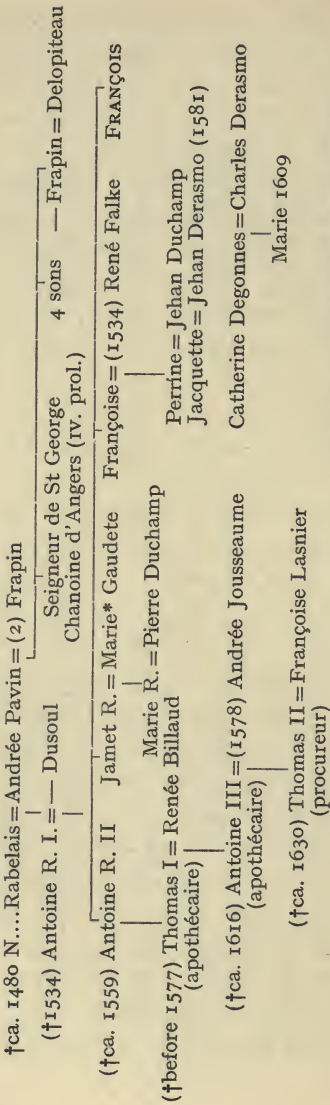 †ca. 1480 N....Rabelais = Andrée Pavin = (2) Frapin
(†1534) Antoine R. I. = — Dusoul
Seigneur de St George
Chanoine d'Angers (IV. prol.)
4 sons
— Frapin = Delopiteau
(†ca. 1559) Antoine R. II
Jamet R. = Marie* Gaudete
Françoise = (1534) René Falke
FRANÇOIS
Marie R. = Pierre Duchamp
Perrine = Jehan Duchamp
Jacquette = Jehan Derasmo (1581)
(†before 1577) Thomas I = Renée Billaud
(apothécaire)
Catherine Degonnes = Charles Derasmo
Marie 1609
(†ca. 1616) Antoine III = (1578) Andrée Jousseaume
(apothécaire)
(†ca. 1630) Thomas II = Françoise Lasnier
(procureur)